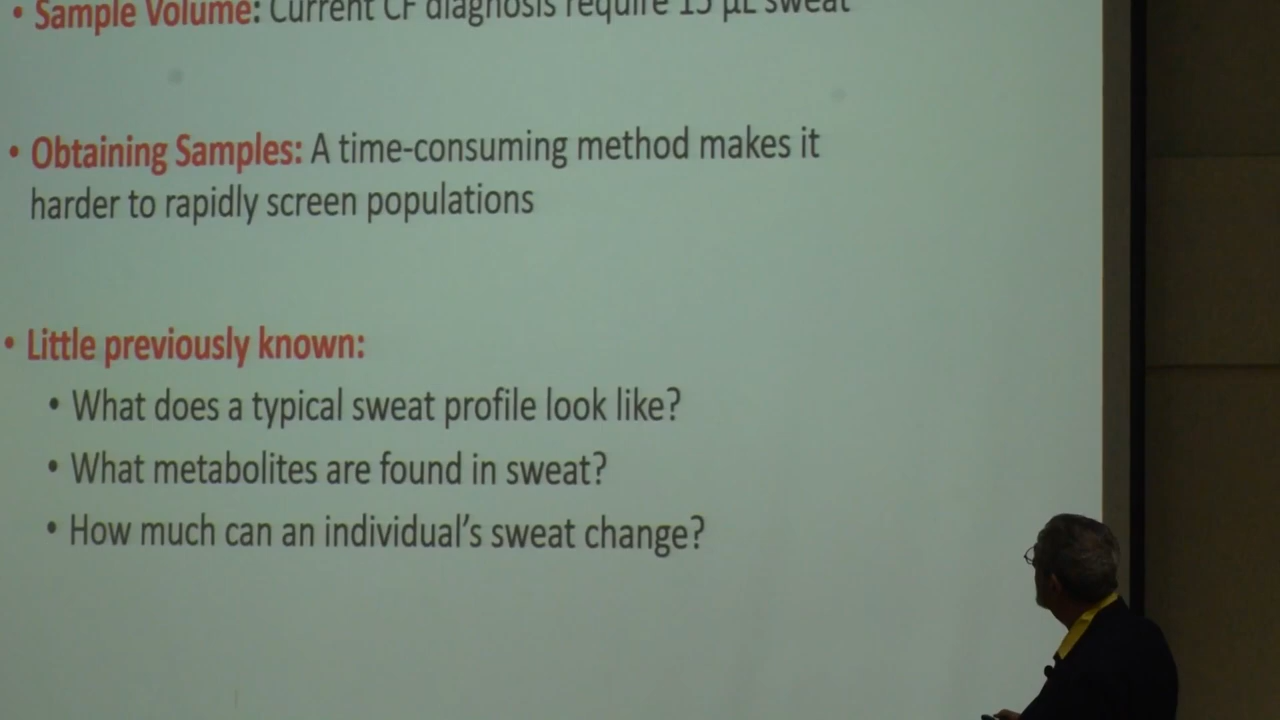 • Sample Volume: Current CF diagnosis require 15 µL sweat
• Obtaining Samples: A time-consuming method makes it
harder to rapidly screen populations
• Little previously known:
• What does a typical sweat profile look like?
• What metabolites are found in sweat?
• How much can an individual's sweat change?